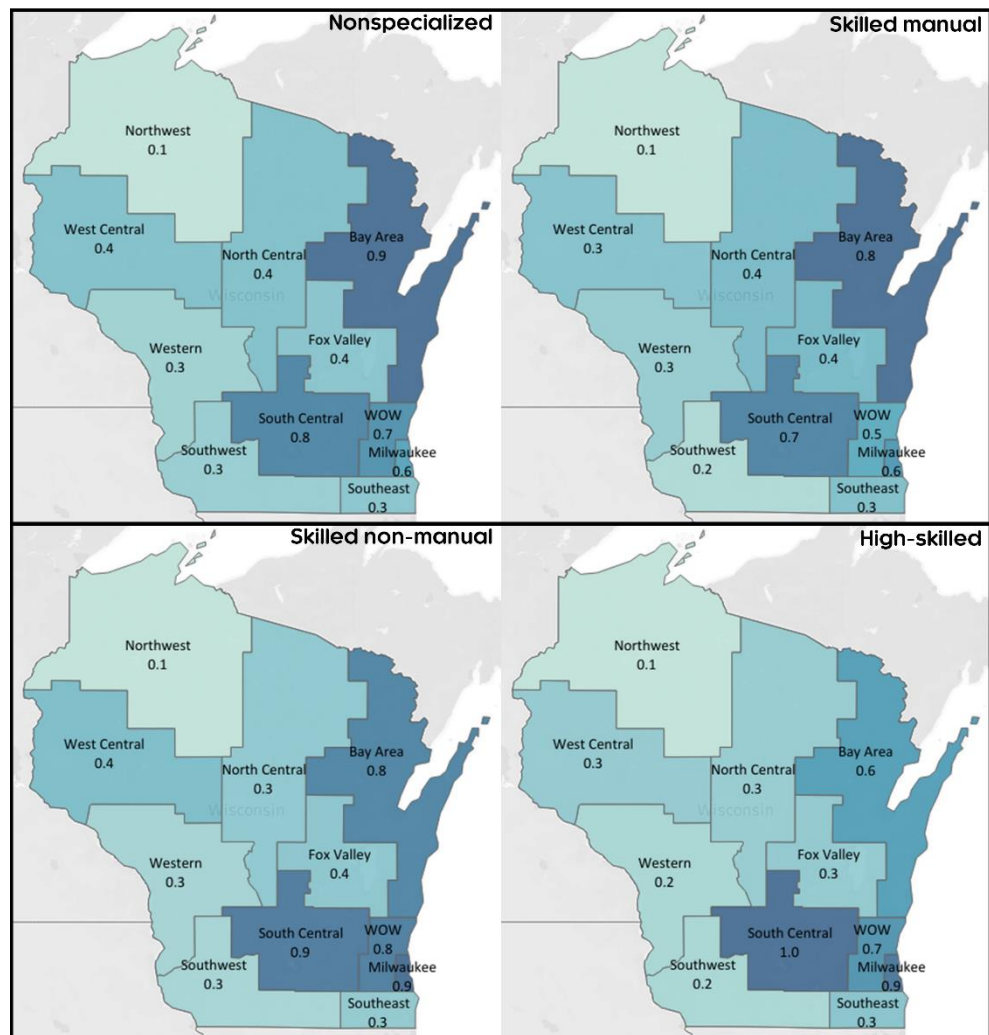 Nonspecialized
Northwest
0.1
West Central
0.4
North Central
0.4
Bay Area
0.9
Wisconsin
Western
0.3
Fox Valley
0.4
South Central
0.8
WOW
0.7
Southwest
0.3
Milwaukee
0.6
Southeast
0.3
Skilled manual
Northwest
0.1
West Central
0.3
North Central
0.4
Bay Area
0.8
Wisconsin
Western
0.3
Fox Valley
0.4
South Central
0.7
WOW
0.5
Southwest
0.2
Milwaukee
0.6
Southeast
0.3
Skilled non-manual
Northwest
0.1
West Central
0.4
North Central
0.3
Bay Area
0.8
Wisconsin
Western
0.3
Fox Valley
0.4
South Central
0.9
WOW
0.8
Southwest
0.3
Milwaukee
0.9
Southeast
0.3
High-skilled
Northwest
0.1
West Central
0.3
North Central
0.3
Bay Area
0.6
Wisconsin
Western
0.2
Fox Valley
0.3
South Central
1.0
WOW
0.7
Southwest
0.2
Milwaukee
0.9
Southeast
0.3